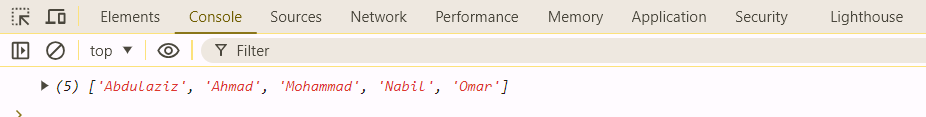 Elements Console Sources Network Performance Memory Application Security Lighthouse
top Filter
(5) ['Abdulaziz', 'Ahmad', 'Mohammad', 'Nabil', 'Omar']